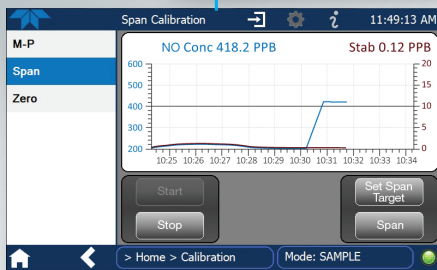 Span Calibration
11:49:13 AM
M-P
Span
Zero
NO Conc 418.2 PPB
Stab 0.12 PPB
600
500
400
300
200
20
15
10
5
0
10:25 10:26 10:27 10:28 10:29 10:30 10:31 10:32 10:33 10:34
Start
Set Span Target
Stop
Span
> Home > Calibration
Mode: SAMPLE